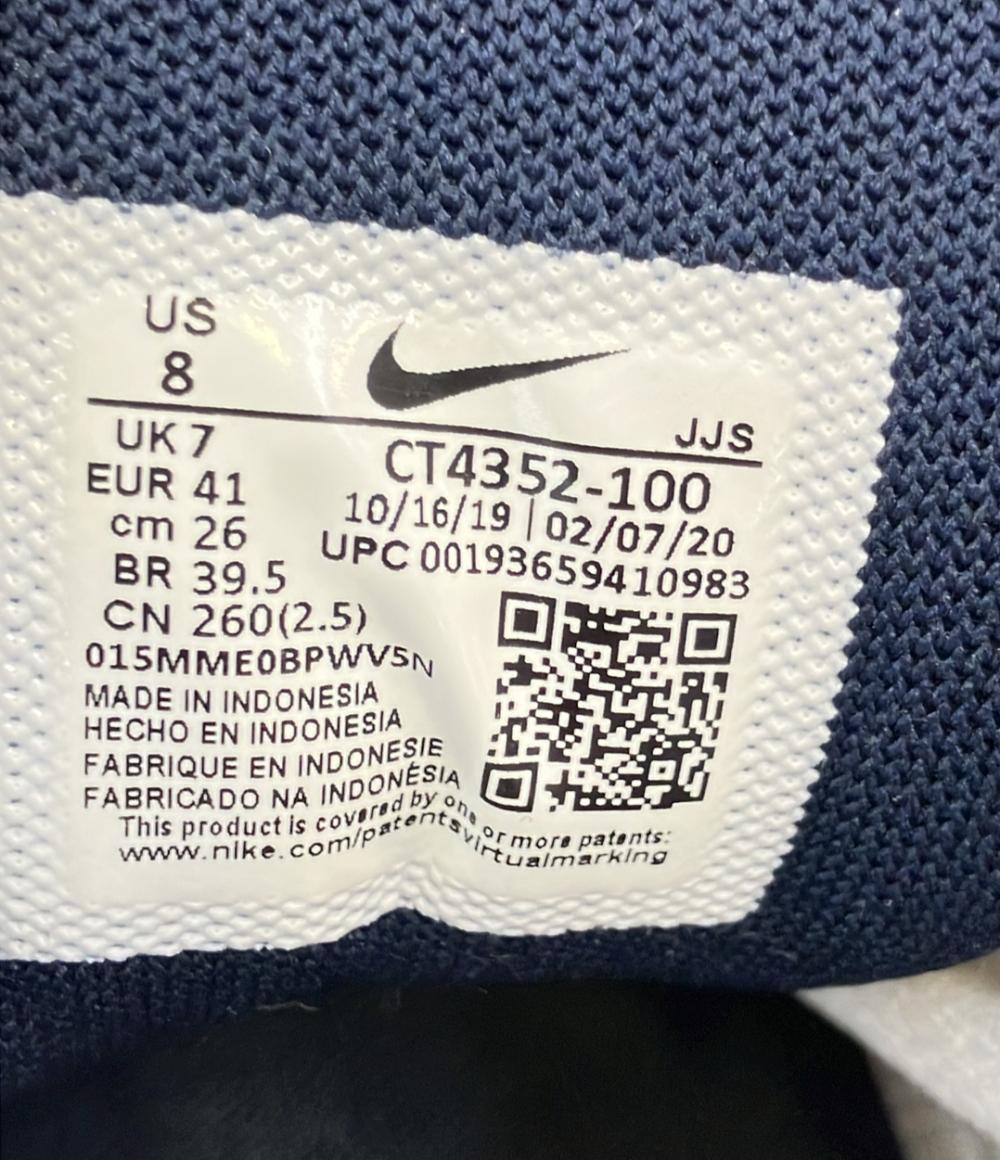 US
8
JJS
UK 7
EUR 41
cm 26
BR 39.5
CN 260(2.5)
015MME0BPWV5N
CT4352-100
10/16/19 | 02/07/20
UPC 00193659410983
MADE IN INDONESIA
HECHO EN INDONESIA
FABRIQUE EN INDONESIE
FABRICADO NA INDONÉSIA
This product is covered by one or more patents:
www.nike.com/patentsvirtualmarking